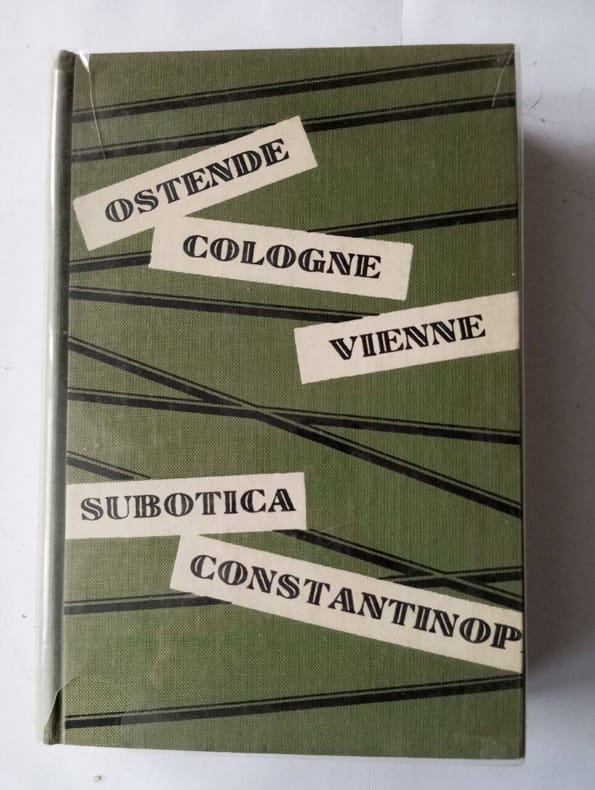 OSTENDE
COLOGNE
VIENNE
SUBOTICA
CONSTANTINOP